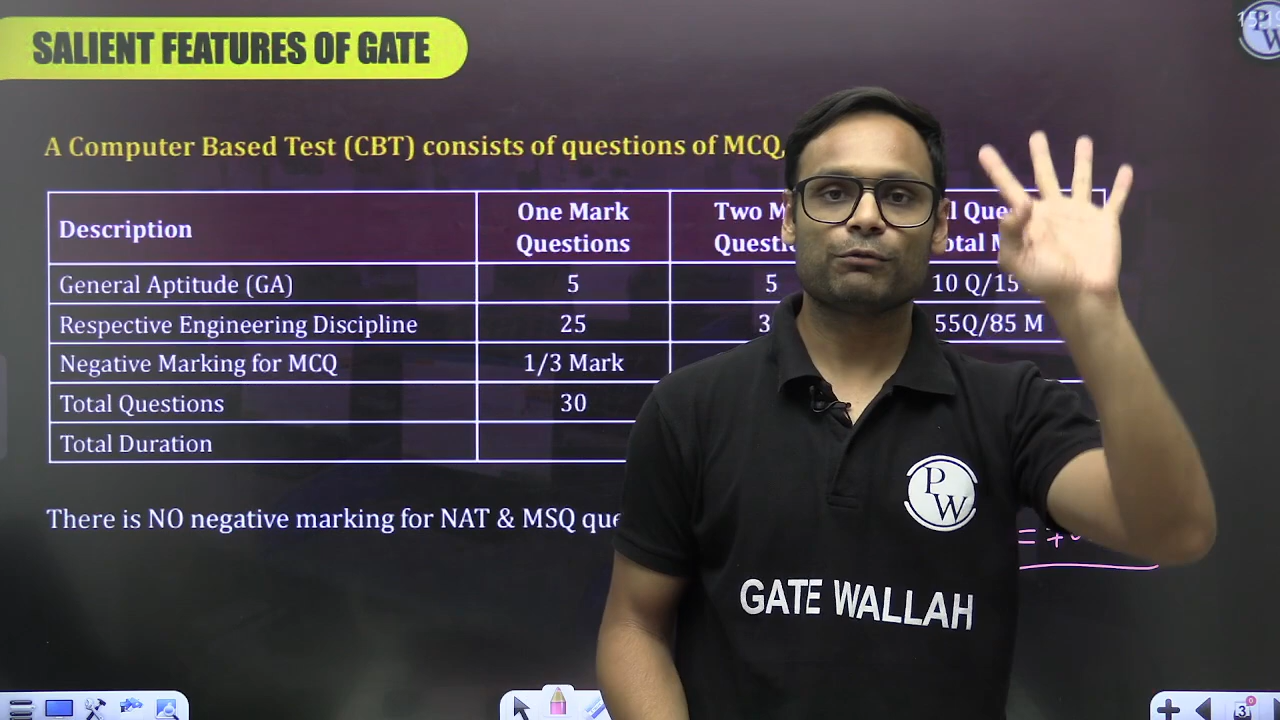 SALIENT FEATURES OF GATE
A Computer Based Test (CBT) consists of questions of MCQ,
Description
One Mark
Questions
Two M
Questi
l Que
otal M
General Aptitude (GA) 5 5 10 Q/15
Respective Engineering Discipline 25 3 55Q/85 M
Negative Marking for MCQ 1/3 Mark
Total Questions 30
Total Duration
There is NO negative marking for NAT & MSQ que
PW
GATE WALLAH
3